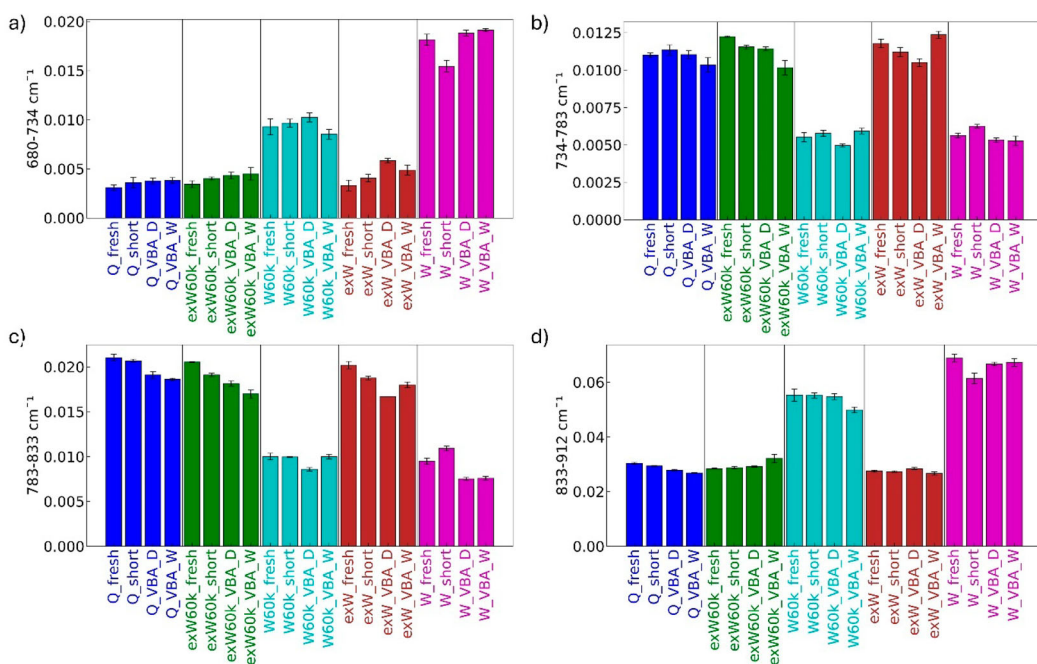 a)
680-734 cm⁻¹
0.020
0.015
0.010
0.005
0.000
Q_fresh
Q_short
Q_VBA_D
Q_VBA_W
exW60k_fresh
exW60k_short
exW60k_VBA_D
exW60k_VBA_W
W60k_fresh
W60k_short
W60k_VBA_D
W60k_VBA_W
exW_fresh
exW_short
exW_VBA_D
exW_VBA_W
W_fresh
W_short
W_VBA_D
W_VBA_W
b)
734-783 cm⁻¹
0.0125
0.0100
0.0075
0.0050
0.0025
0.0000
Q_fresh
Q_short
Q_VBA_D
Q_VBA_W
exW60k_fresh
exW60k_short
exW60k_VBA_D
exW60k_VBA_W
W60k_fresh
W60k_short
W60k_VBA_D
W60k_VBA_W
exW_fresh
exW_short
exW_VBA_D
exW_VBA_W
W_fresh
W_short
W_VBA_D
W_VBA_W
c)
783-833 cm⁻¹
0.020
0.015
0.010
0.005
0.000
Q_fresh
Q_short
Q_VBA_D
Q_VBA_W
exW60k_fresh
exW60k_short
exW60k_VBA_D
exW60k_VBA_W
W60k_fresh
W60k_short
W60k_VBA_D
W60k_VBA_W
exW_fresh
exW_short
exW_VBA_D
exW_VBA_W
W_fresh
W_short
W_VBA_D
W_VBA_W
d)
833-912 cm⁻¹
0.06
0.04
0.02
0.00
Q_fresh
Q_short
Q_VBA_D
Q_VBA_W
exW60k_fresh
exW60k_short
exW60k_VBA_D
exW60k_VBA_W
W60k_fresh
W60k_short
W60k_VBA_D
W60k_VBA_W
exW_fresh
exW_short
exW_VBA_D
exW_VBA_W
W_fresh
W_short
W_VBA_D
W_VBA_W